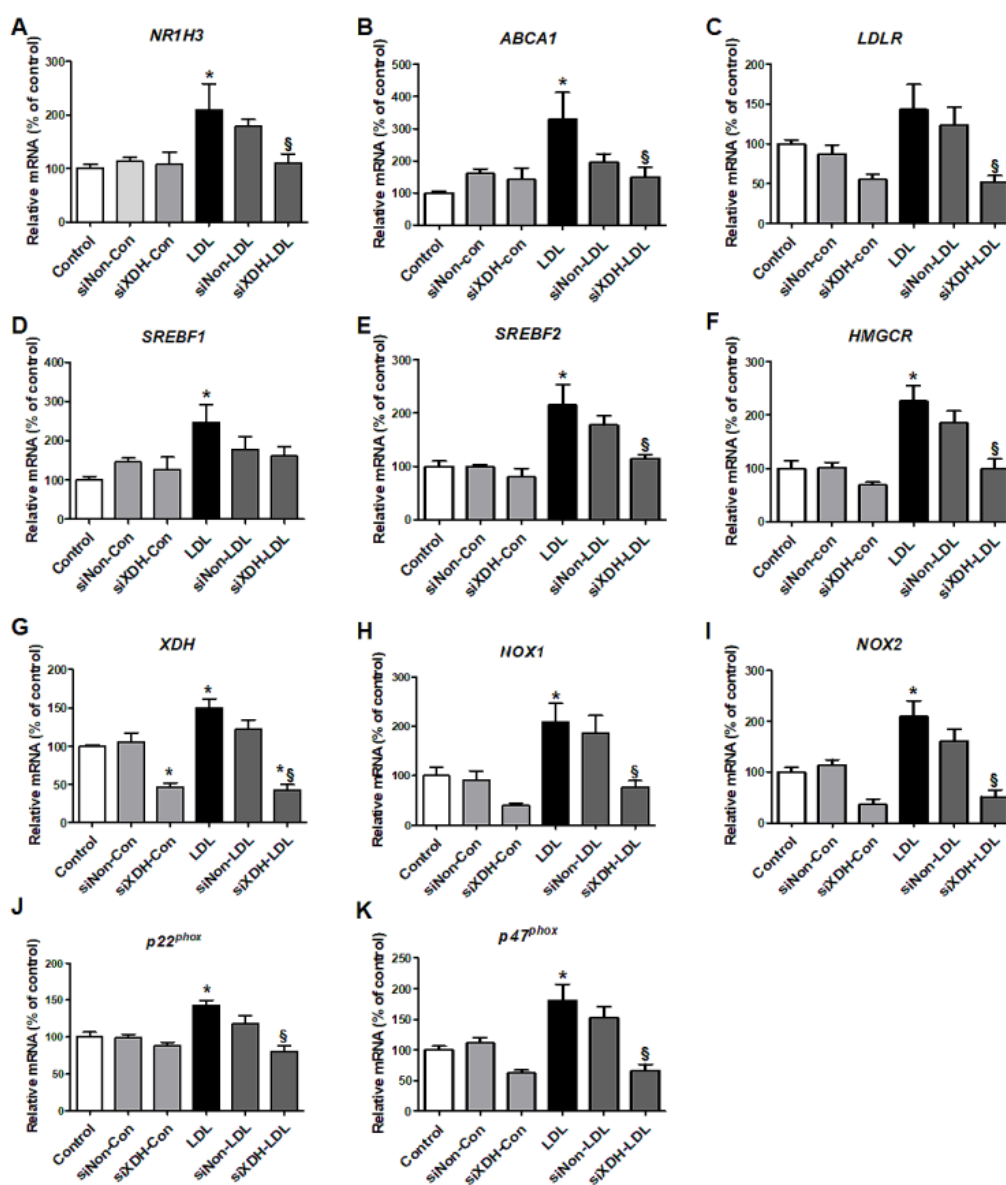 A
NR1H3
Relative mRNA (% of control)
300
200
100
0
*
§
Control
siNon-Con
siXDH-con
LDL
siNon-LDL
siXDH-LDL
B
ABCA1
Relative mRNA (% of control)
500
400
300
200
100
0
*
§
Control
siNon-Con
siXDH-con
LDL
siNon-LDL
siXDH-LDL
C
LDLR
Relative mRNA (% of control)
200
150
100
50
0
§
Control
siNon-con
siXDH-con
LDL
siNon-LDL
siXDH-LDL
D
SREBF1
Relative mRNA (% of control)
400
300
200
100
0
*
Control
siNon-Con
siXDH-Con
LDL
siNon-LDL
siXDH-LDL
E
SREBF2
Relative mRNA (% of control)
300
200
100
0
*
§
Control
siNon-Con
siXDH-Con
LDL
siNon-LDL
siXDH-LDL
F
HMGCR
Relative mRNA (% of control)
300
200
100
0
*
§
Control
siNon-con
siXDH-con
LDL
siNon-LDL
siXDH-LDL
G
XDH
Relative mRNA (% of control)
200
150
100
50
0
*
*
*§
Control
siNon-Con
siXDH-Con
LDL
siNon-LDL
siXDH-LDL
H
NOX1
Relative mRNA (% of control)
300
200
100
0
*
§
Control
siNon-Con
siXDH-Con
LDL
siNon-LDL
siXDH-LDL
I
NOX2
Relative mRNA (% of control)
300
200
100
0
*
§
Control
siNon-Con
siXDH-Con
LDL
siNon-LDL
siXDH-LDL
J
p22phox
Relative mRNA (% of control)
200
150
100
50
0
*
§
Control
siNon-Con
siXDH-Con
LDL
siNon-LDL
siXDH-LDL
K
p47phox
Relative mRNA (% of control)
250
200
150
100
50
0
*
§
Control
siNon-Con
siXDH-Con
LDL
siNon-LDL
siXDH-LDL